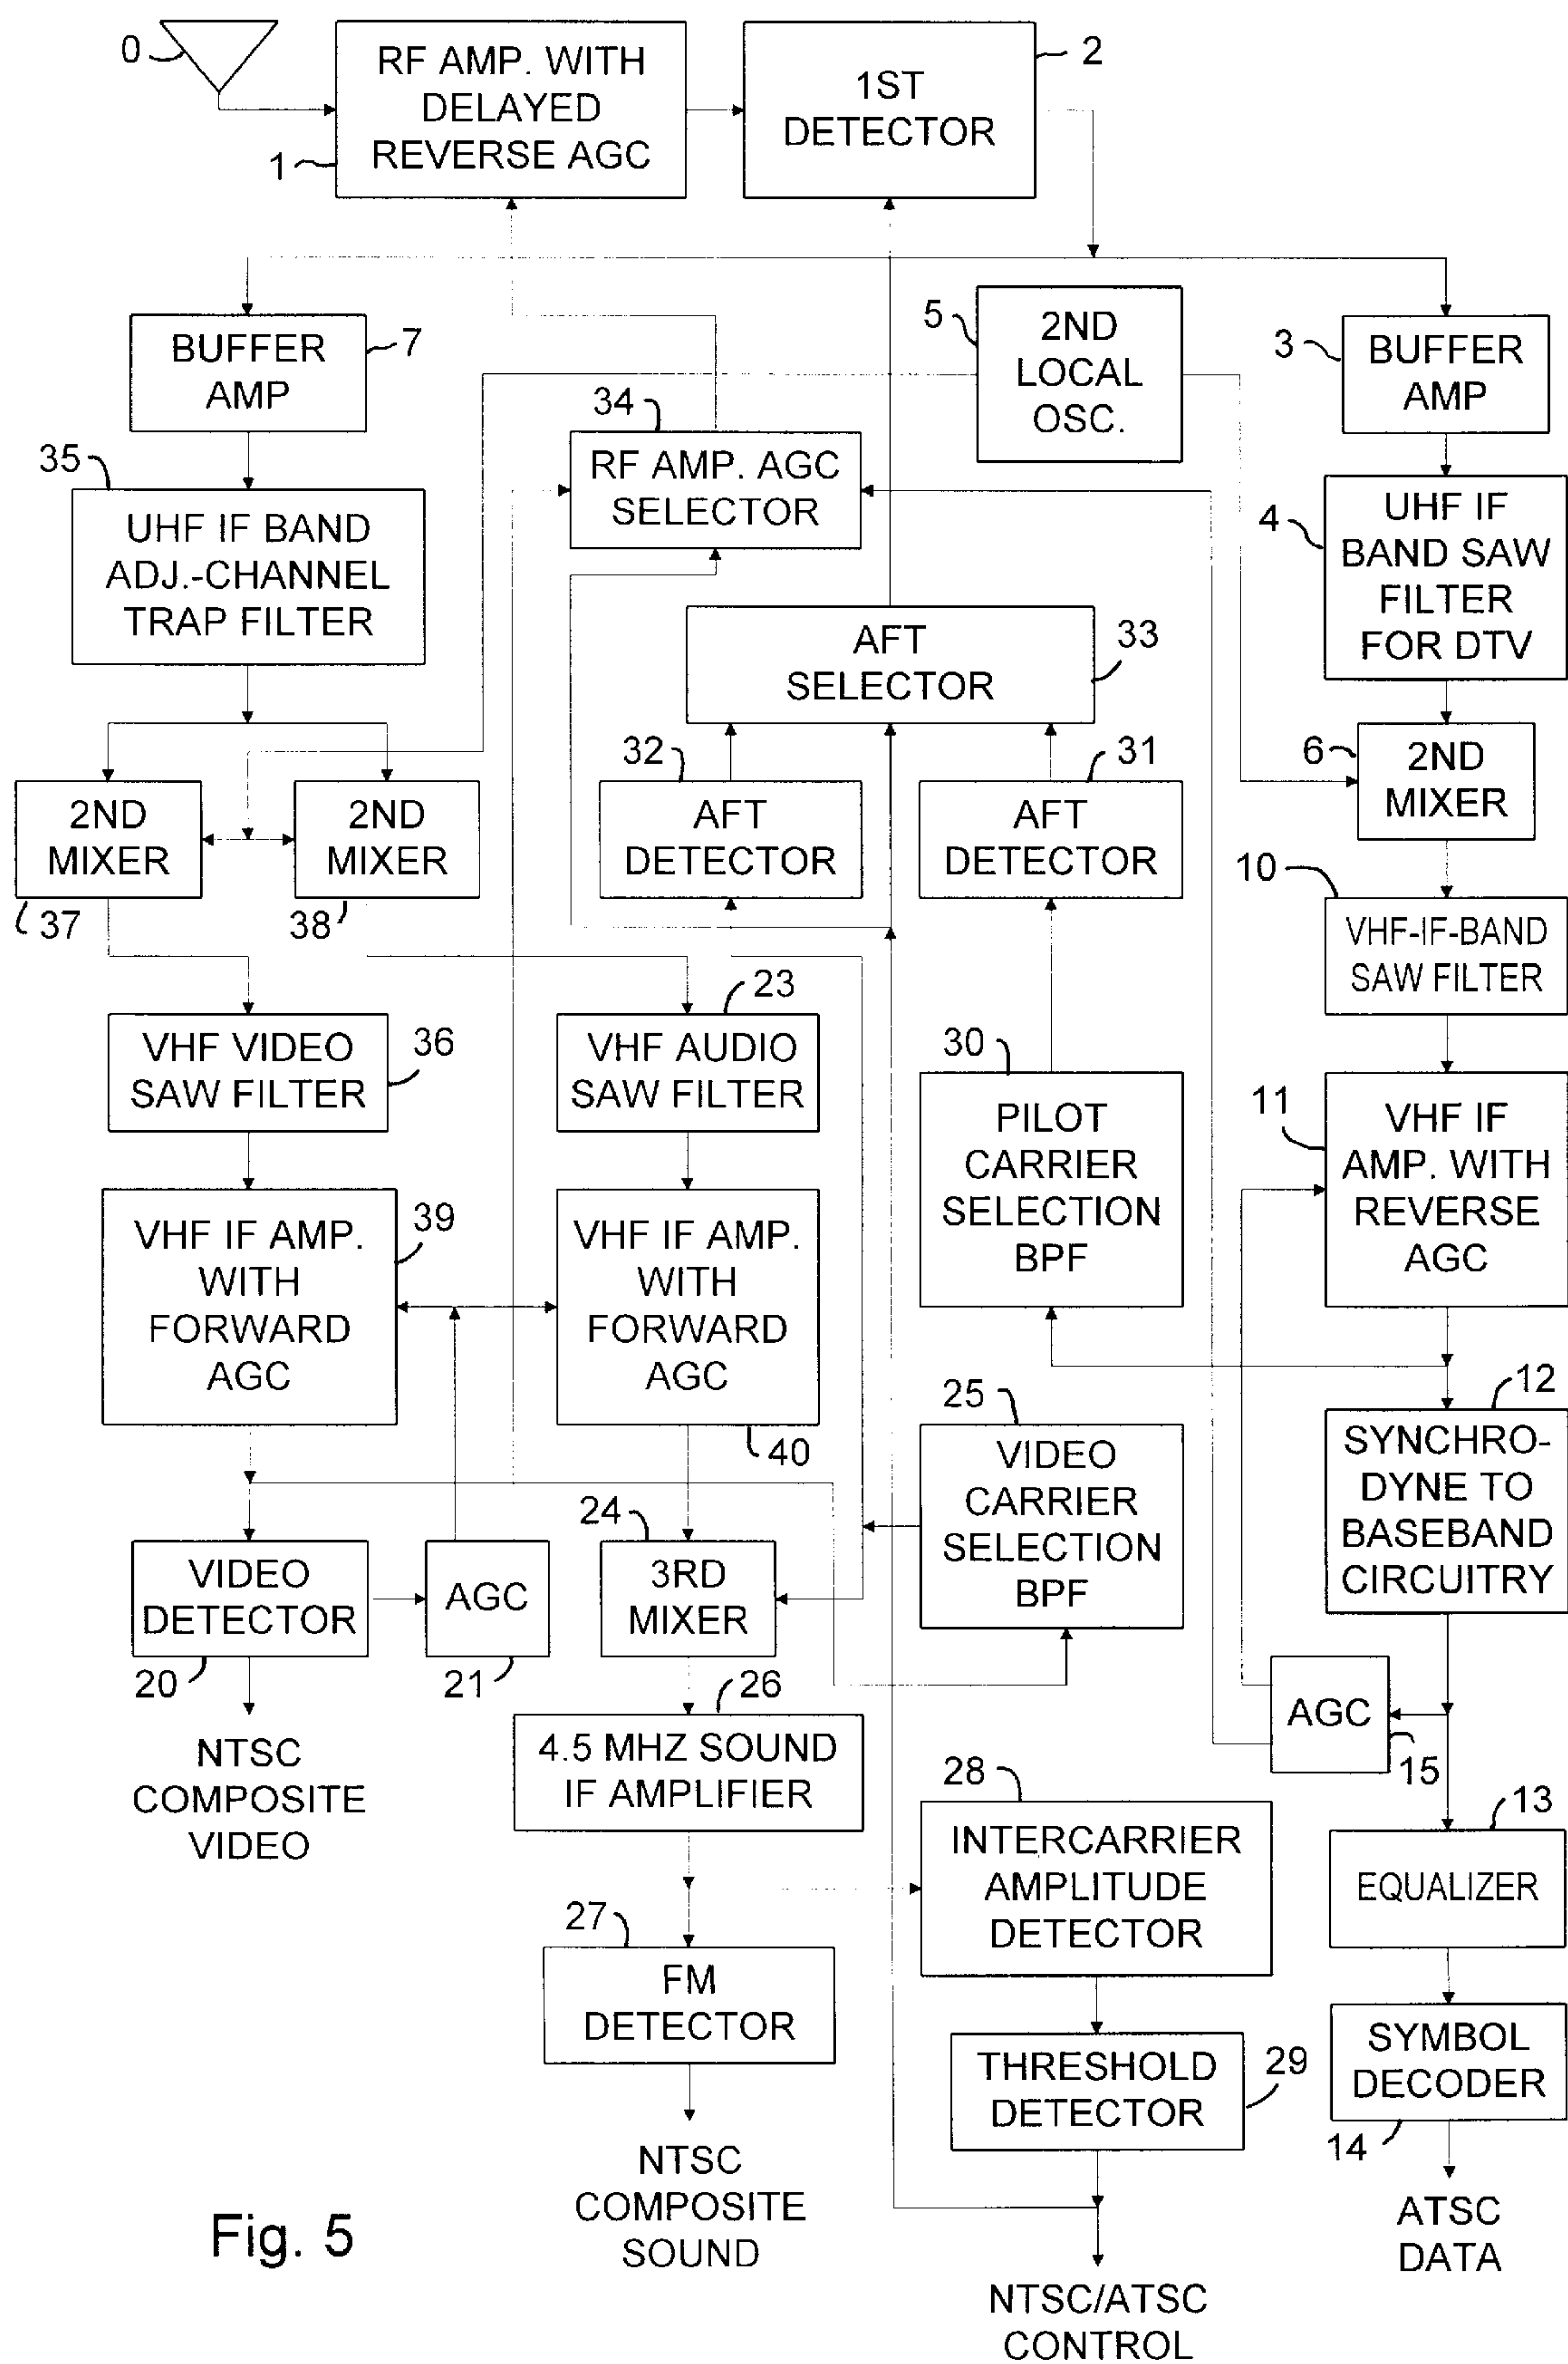 0
RF AMP. WITH
DELAYED
REVERSE AGC
1
1ST
DETECTOR
2
BUFFER
AMP
7
5
2ND
LOCAL
OSC.
3
BUFFER
AMP
34
RF AMP. AGC
SELECTOR
35
UHF IF BAND
ADJ.-CHANNEL
TRAP FILTER
4
UHF IF
BAND SAW
FILTER
FOR DTV
AFT
SELECTOR
33
2ND
MIXER
37
2ND
MIXER
38
32
AFT
DETECTOR
31
AFT
DETECTOR
6
2ND
MIXER
10
VHF-IF-BAND
SAW FILTER
VHF VIDEO
SAW FILTER
36
23
VHF AUDIO
SAW FILTER
30
PILOT
CARRIER
SELECTION
BPF
11
VHF IF
AMP. WITH
REVERSE
AGC
VHF IF AMP.
WITH
FORWARD
AGC
39
VHF IF AMP.
WITH
FORWARD
AGC
40
25
VIDEO
CARRIER
SELECTION
BPF
12
SYNCHRO-
DYNE TO
BASEBAND
CIRCUITRY
VIDEO
DETECTOR
20
AGC
21
24
3RD
MIXER
26
4.5 MHZ SOUND
IF AMPLIFIER
AGC
15
NTSC
COMPOSITE
VIDEO
28
INTERCARRIER
AMPLITUDE
DETECTOR
13
EQUALIZER
27
FM
DETECTOR
THRESHOLD
DETECTOR
29
SYMBOL
DECODER
14
NTSC
COMPOSITE
SOUND
ATSC
DATA
NTSC/ATSC
CONTROL
Fig. 5